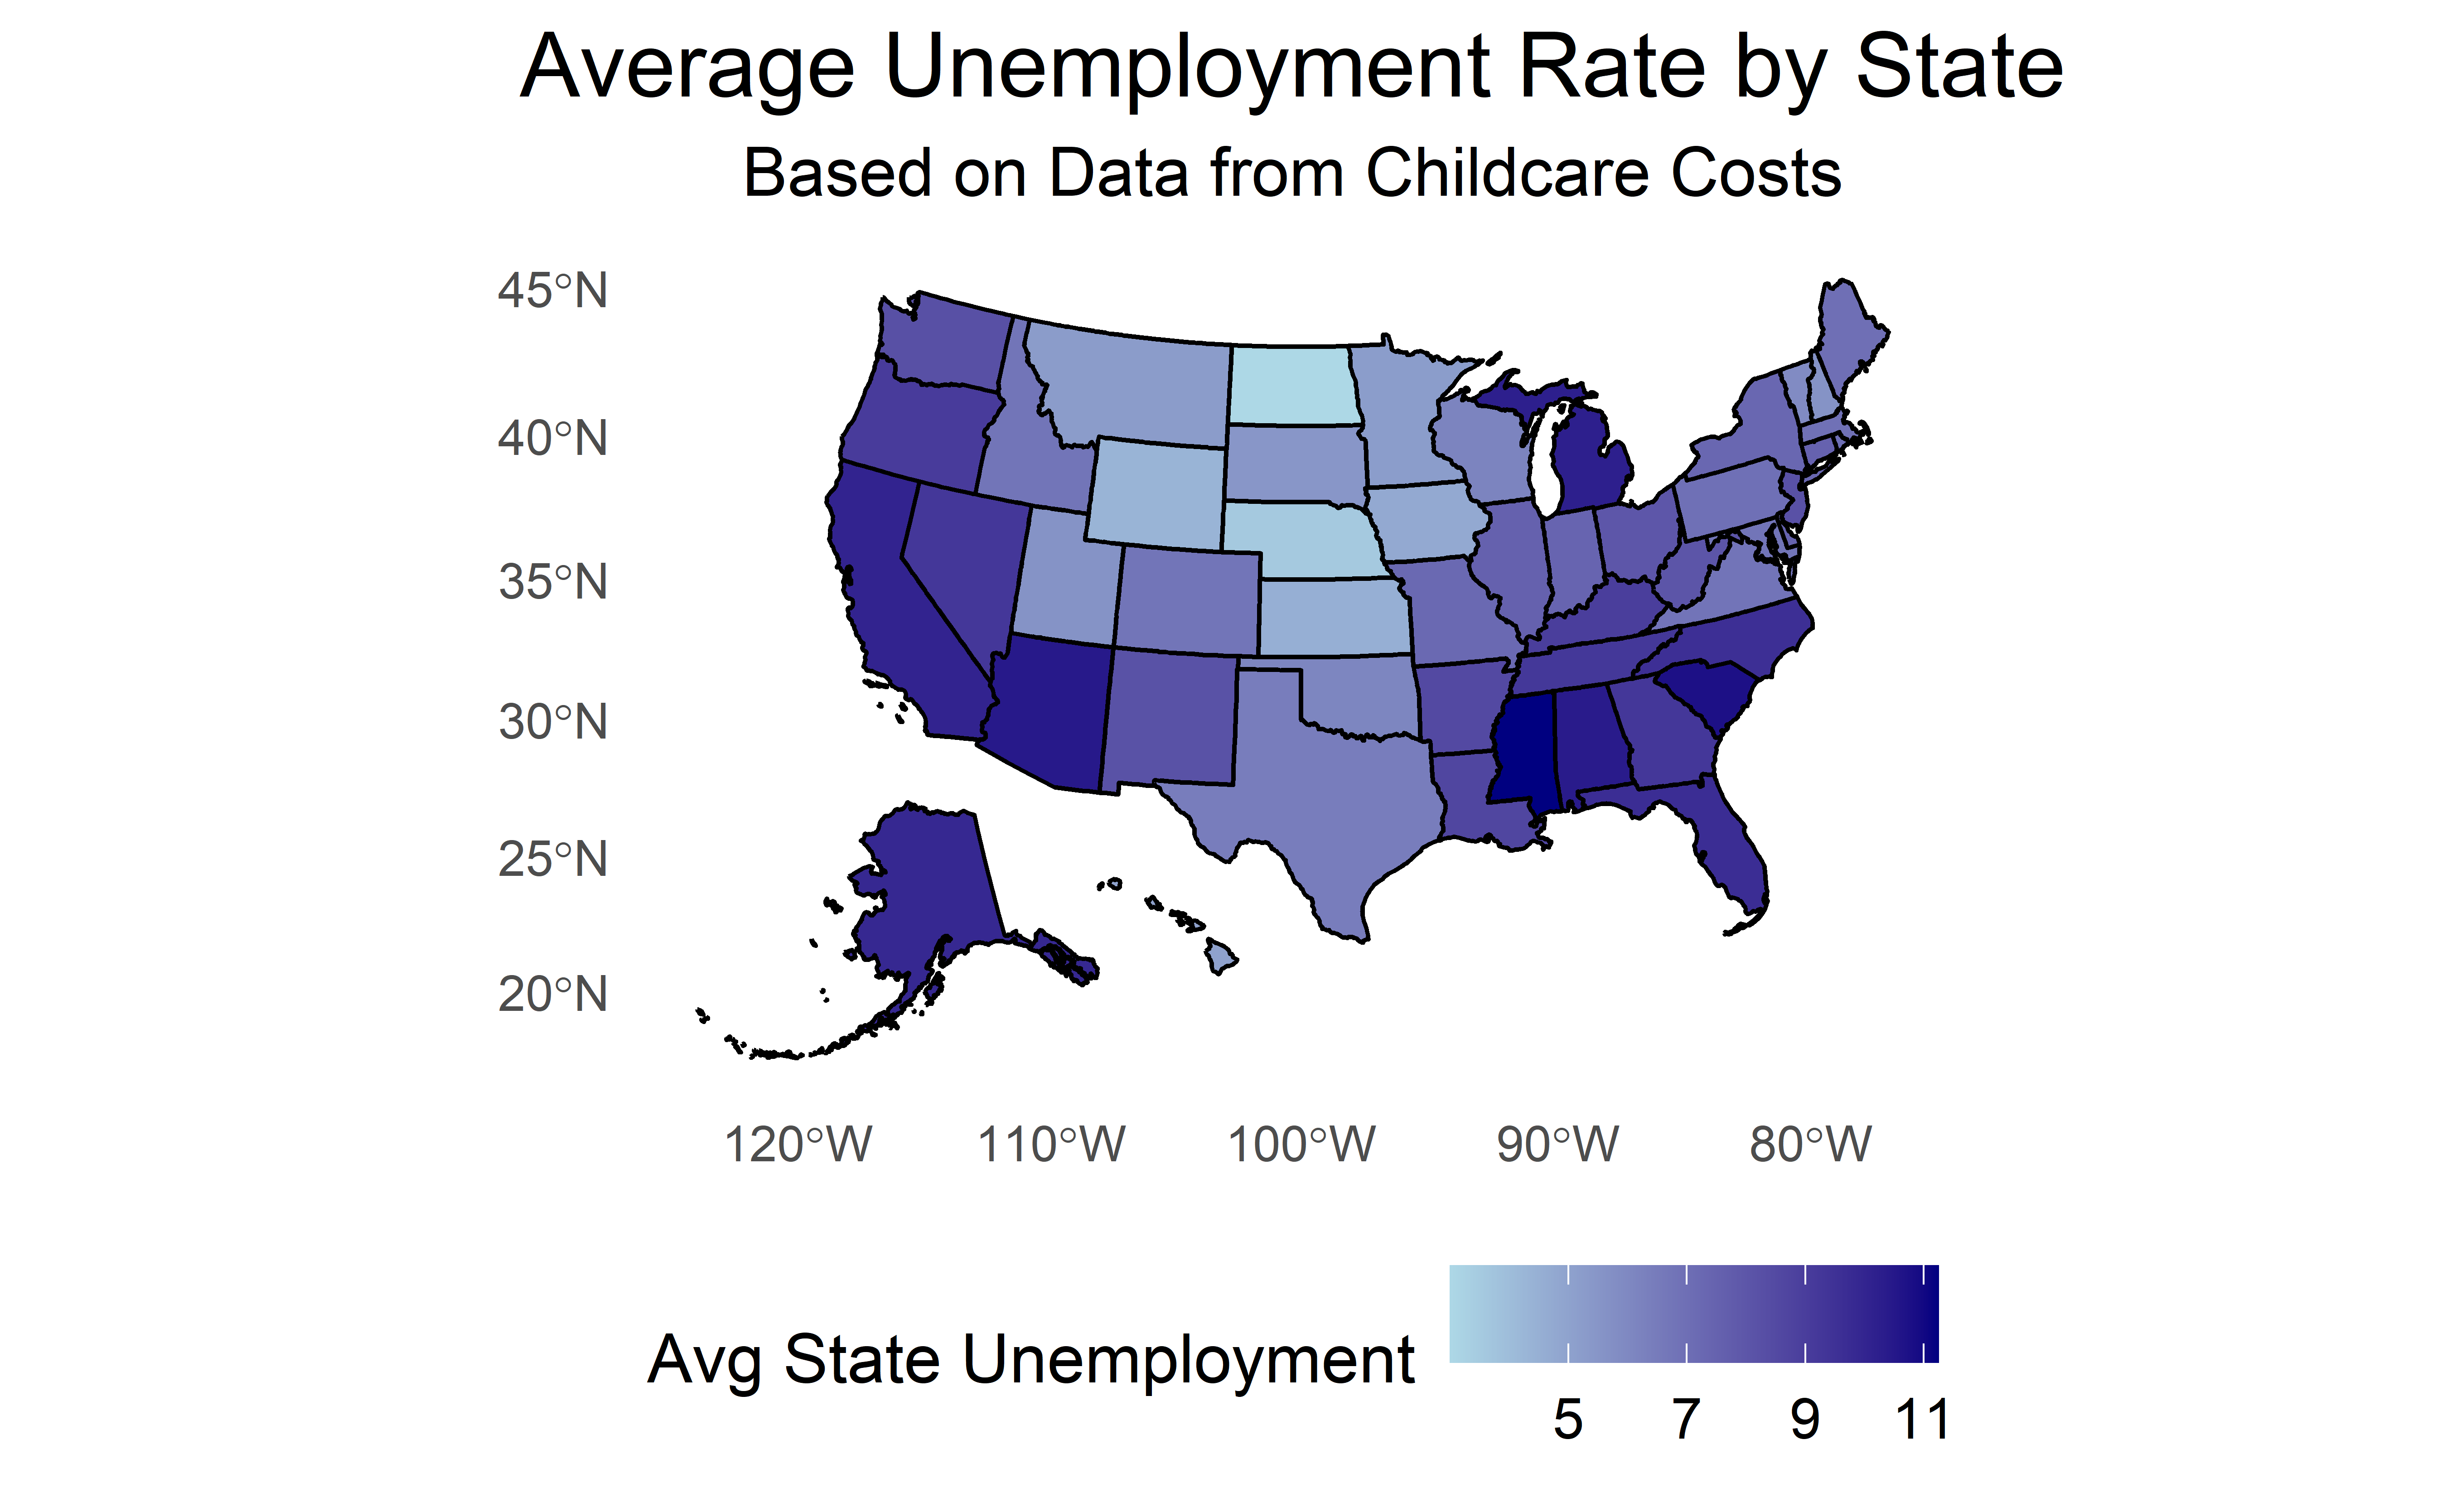 Average Unemployment Rate by State
Based on Data from Childcare Costs
45°N
40°N
35°N
30°N
25°N
20°N
120°W 110°W 100°W 90°W 80°W
Avg State Unemployment
5 7 9 11